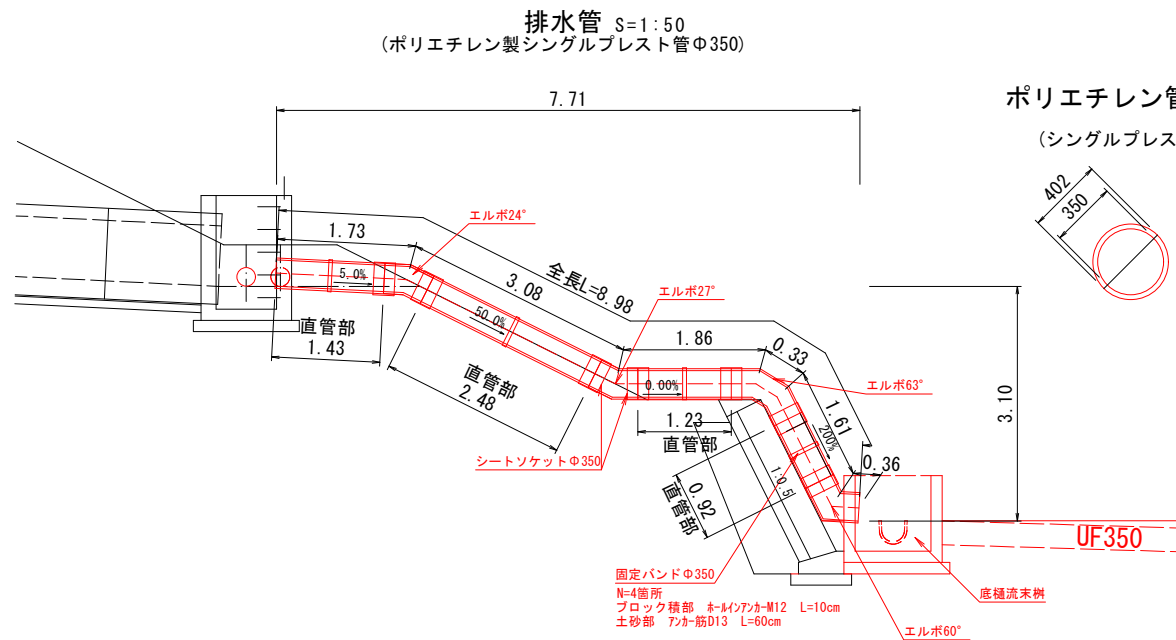 排水管 S=1:50
(ポリエチレン製シングルプレスト管Φ350)
7.71
ポリエチレン管
(シングルプレス
402
350
エルボ24°
1.73
全長L=8.98
3.08
エルボ27°
5.0%
50.0%
直管部
1.43
1.86
0.33
0.00%
エルボ63°
直管部
2.48
1.23
直管部
1.61
200%
3.10
シートソケットΦ350
0.36
1:0.5
0.92
直管部
UF350
固定バンドΦ350
N=4箇所
ブロック積部 ホールインアンカーM12 L=10cm
土砂部 アンカー筋D13 L=60cm
底樋流末桝
エルボ60°